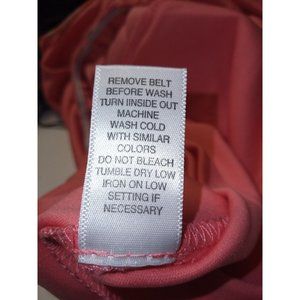 REMOVE BELT
BEFORE WASH
TURN IINSIDE OUT
MACHINE
WASH COLD
WITH SIMILAR
COLORS
DO NOT BLEACH
TUMBLE DRY LOW
IRON ON LOW
SETTING IF
NECESSARY